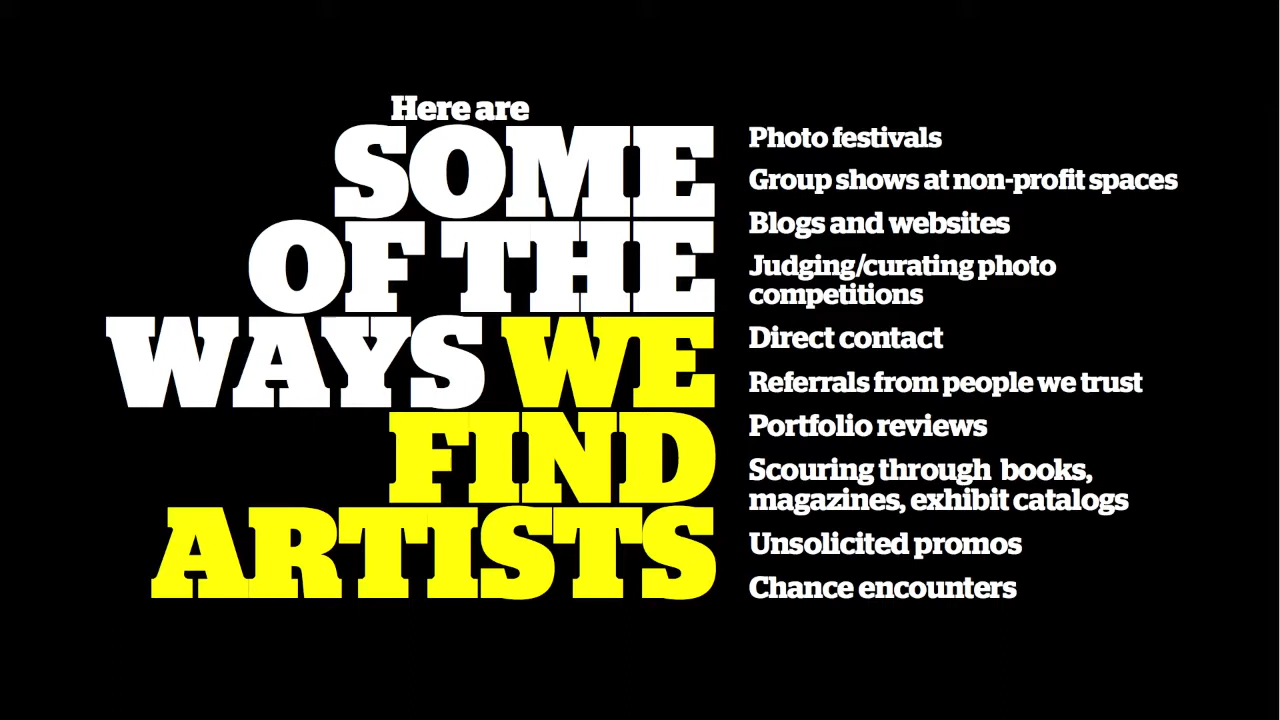 Here are
SOME
OF THE
WAYS WE
FIND
ARTISTS
Photo festivals
Group shows at non-profit spaces
Blogs and websites
Judging/curating photo
competitions
Direct contact
Referrals from people we trust
Portfolio reviews
Scouring through books,
magazines, exhibit catalogs
Unsolicited promos
Chance encounters